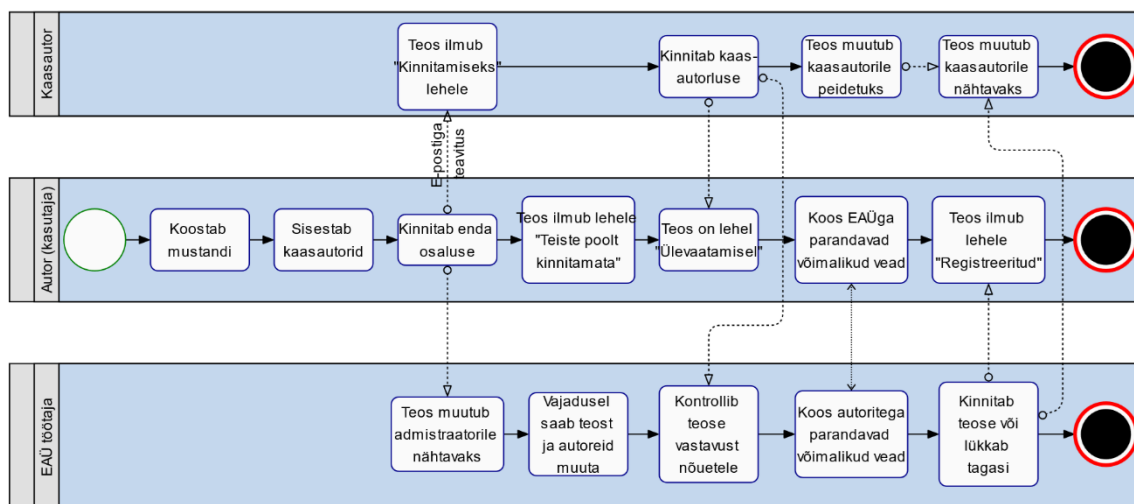 Kaasautor
Teos ilmub
"Kinnitamiseks"
lehele
Kinnitab kaas-
autorluse
Teos muutub
kaasautorile
peidetuks
Teos muutub
kaasautorile
nähtavaks
E-postiga
teavitus
Autor (kasutaja)
Koostab
mustandi
Sisestab
kaasautorid
Kinnitab enda
osaluse
Teos ilmub lehele
"Teiste poolt
kinnitamata"
Teos on lehel
"Ülevaatamisel"
Koos EAÜga
parandavad
võimalikud vead
Teos ilmub
lehele
"Registreeritud"
EAÜ töötaja
Teos muutub
admistraatorile
nähtavaks
Vajadusel
saab teost
ja autoreid
muuta
Kontrollib
teose
vastavust
nõuetele
Koos autoritega
parandavad
võimalikud vead
Kinnitab
teose või
lükkab
tagasi